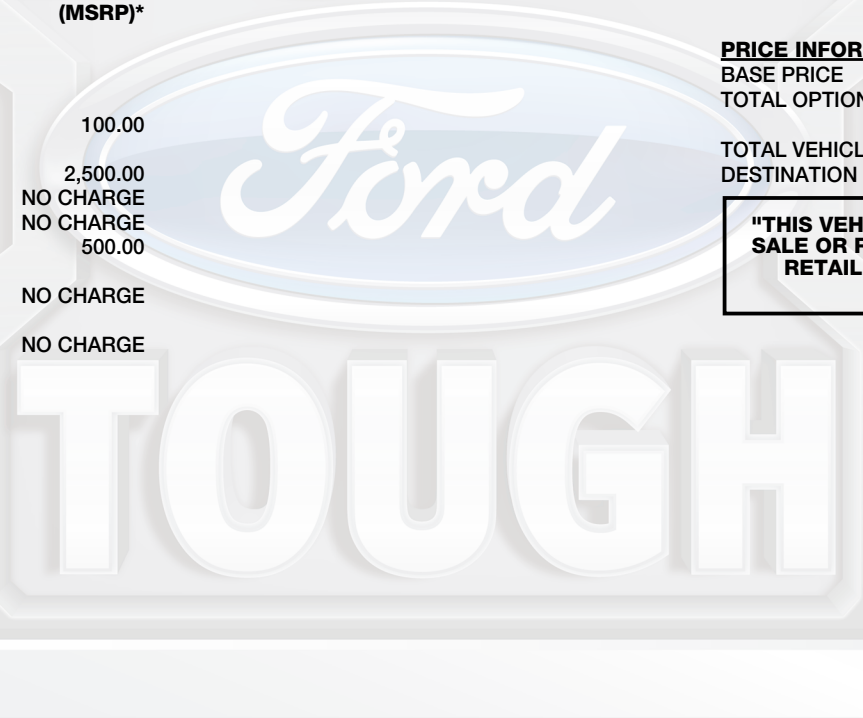 (MSRP)*
100.00
2,500.00
NO CHARGE
NO CHARGE
500.00
NO CHARGE
NO CHARGE
PRICE INFOR
BASE PRICE
TOTAL OPTION
TOTAL VEHICL
DESTINATION
"THIS VEH
SALE OR F
RETAIL
Ford
TOUGH